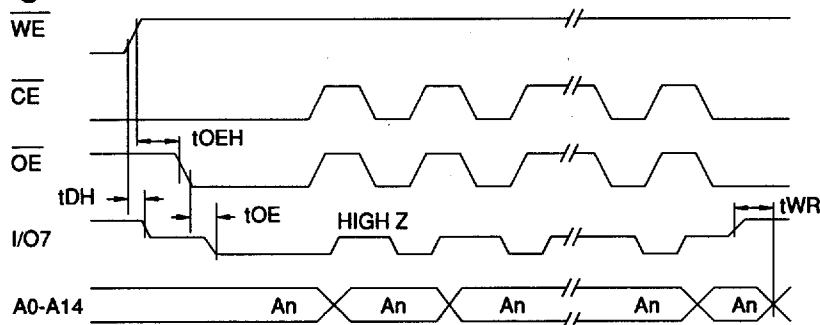 WE
CE
tOEH
OE
tDH
tOE
HIGH Z
tWR
I/O7
A0-A14 An An An An An